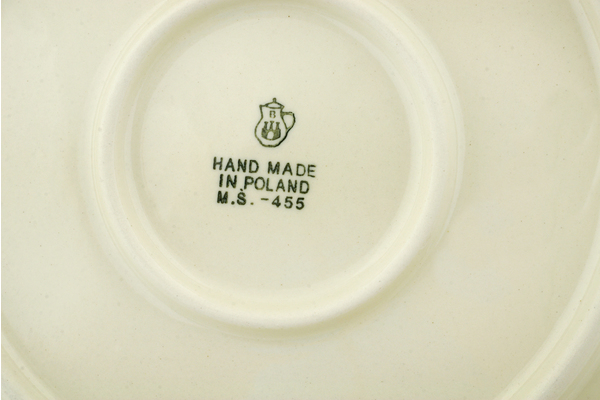 B
HAND MADE
IN POLAND
M.Ś. -455